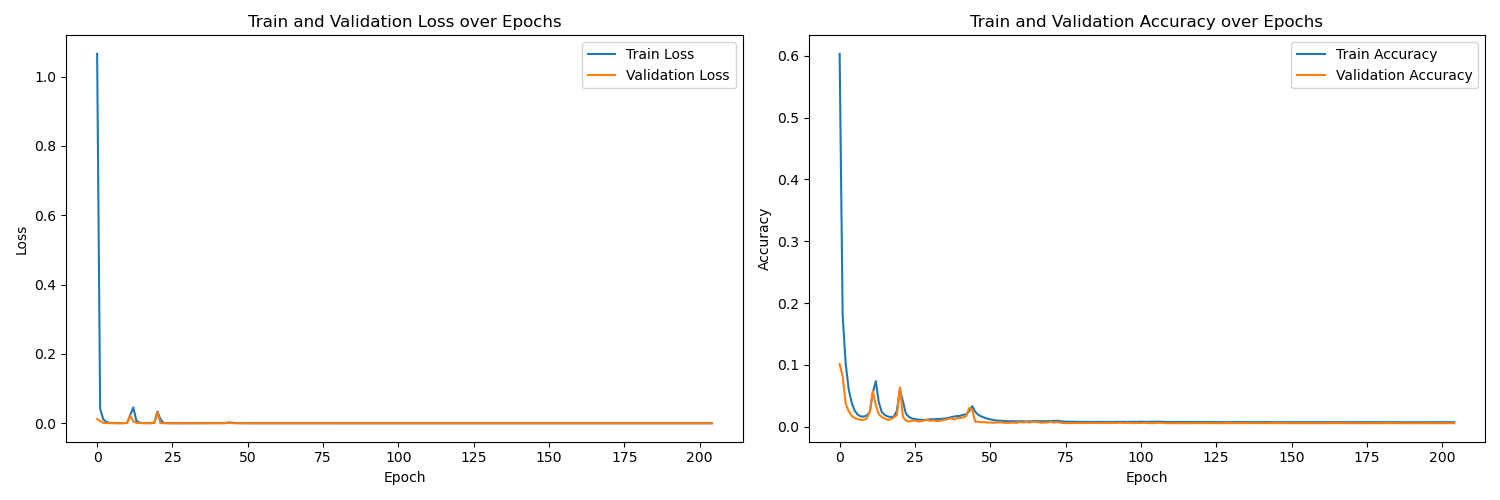 Train and Validation Loss over Epochs
Loss
1.0
0.8
0.6
0.4
0.2
0.0
Train Loss
Validation Loss
0 25 50 75 100 125 150 175 200
Epoch
Train and Validation Accuracy over Epochs
Accuracy
0.6
0.5
0.4
0.3
0.2
0.1
0.0
Train Accuracy
Validation Accuracy
0 25 50 75 100 125 150 175 200
Epoch